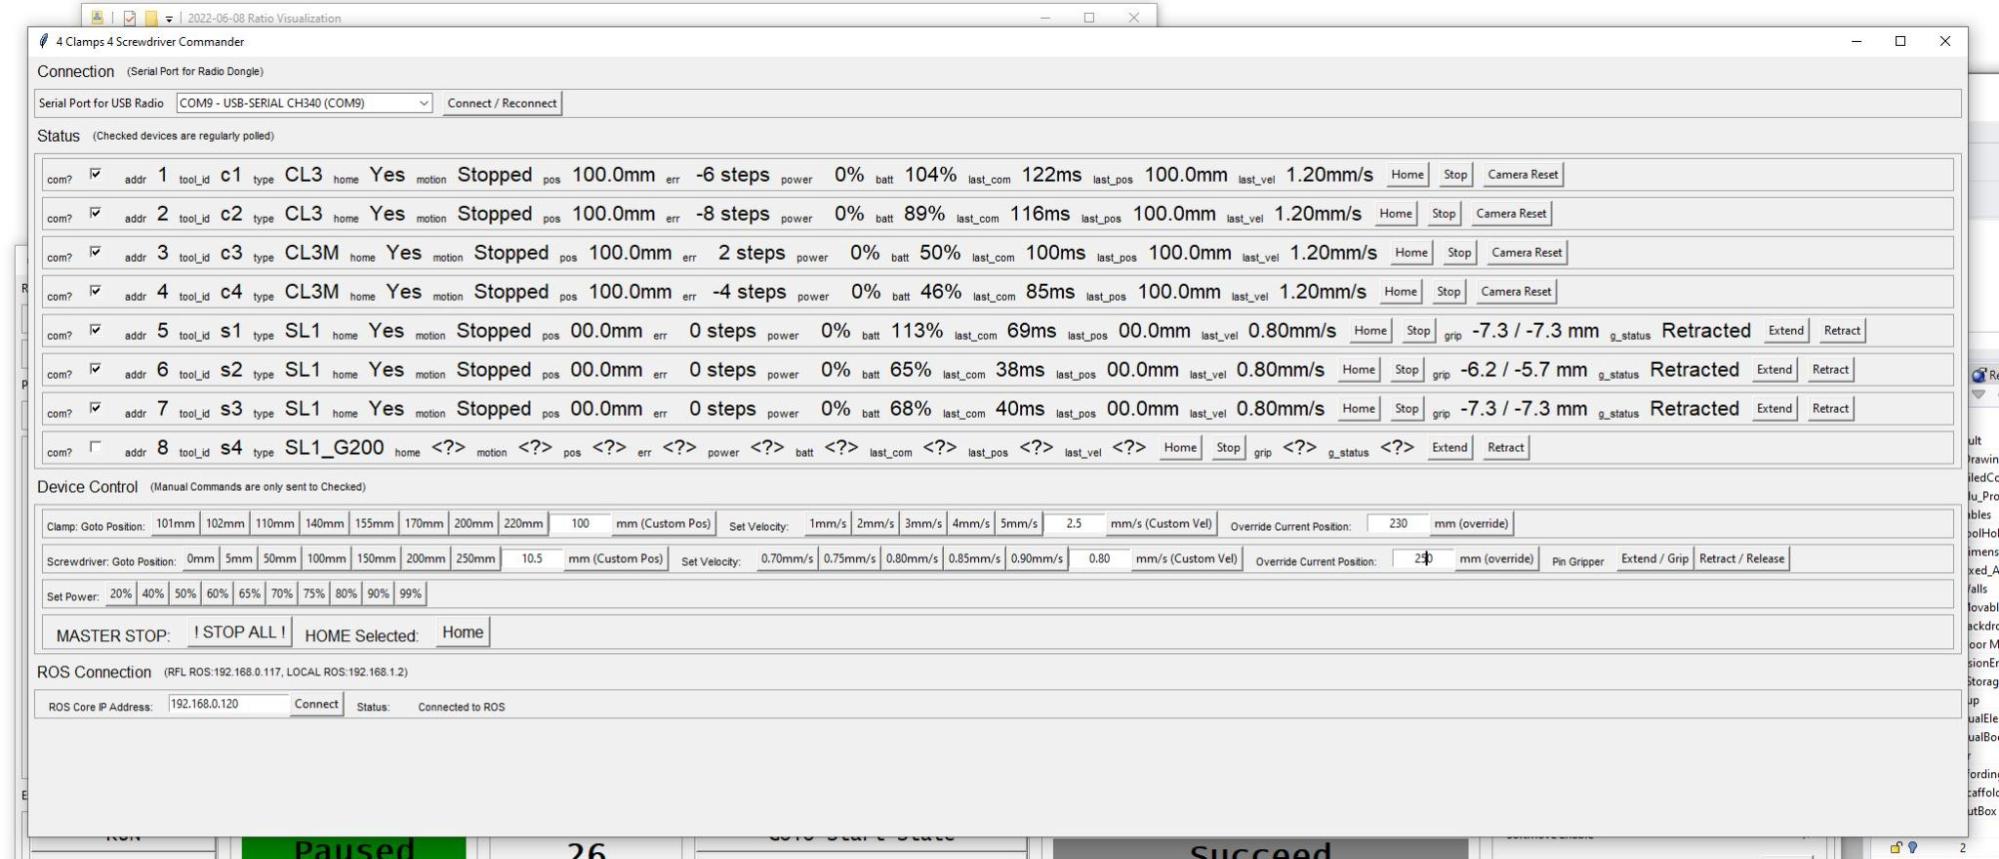 2022-06-08 Ratio Visualization
4 Clamps 4 Screwdriver Commander
Connection (Serial Port for Radio Dongle)
Serial Port for USB Radio COM9 - USB-SERIAL CH340 (COM9) Connect / Reconnect
Status (Checked devices are regularly polled)
com? addr 1 tool_id c1 type CL3 home Yes motion Stopped pos 100.0mm err -6 steps power 0% batt 104% last_com 122ms last_pos 100.0mm last_vel 1.20mm/s Home Stop Camera Reset
com? addr 2 tool_id c2 type CL3 home Yes motion Stopped pos 100.0mm err -8 steps power 0% batt 89% last_com 116ms last_pos 100.0mm last_vel 1.20mm/s Home Stop Camera Reset
com? addr 3 tool_id c3 type CL3M home Yes motion Stopped pos 100.0mm err 2 steps power 0% batt 50% last_com 100ms last_pos 100.0mm last_vel 1.20mm/s Home Stop Camera Reset
com? addr 4 tool_id c4 type CL3M home Yes motion Stopped pos 100.0mm err -4 steps power 0% batt 46% last_com 85ms last_pos 100.0mm last_vel 1.20mm/s Home Stop Camera Reset
com? addr 5 tool_id s1 type SL1 home Yes motion Stopped pos 00.0mm err 0 steps power 0% batt 113% last_com 69ms last_pos 00.0mm last_vel 0.80mm/s Home Stop grip -7.3 / -7.3 mm g_status Retracted Extend Retract
com? addr 6 tool_id s2 type SL1 home Yes motion Stopped pos 00.0mm err 0 steps power 0% batt 65% last_com 38ms last_pos 00.0mm last_vel 0.80mm/s Home Stop grip -6.2 / -5.7 mm g_status Retracted Extend Retract
com? addr 7 tool_id s3 type SL1 home Yes motion Stopped pos 00.0mm err 0 steps power 0% batt 68% last_com 40ms last_pos 00.0mm last_vel 0.80mm/s Home Stop grip -7.3 / -7.3 mm g_status Retracted Extend Retract
com? addr 8 tool_id s4 type SL1_G200 home <?> motion <?> pos <?> err <?> power <?> batt <?> last_com <?> last_pos <?> last_vel <?> Home Stop grip <?> g_status <?> Extend Retract
Device Control (Manual Commands are only sent to Checked)
Clamp: Goto Position: 101mm 102mm 110mm 140mm 155mm 170mm 200mm 220mm 100 mm (Custom Pos) Set Velocity: 1mm/s 2mm/s 3mm/s 4mm/s 5mm/s 2.5 mm/s (Custom Vel) Override Current Position: 230 mm (override)
Screwdriver: Goto Position: 0mm 5mm 50mm 100mm 150mm 200mm 250mm 10.5 mm (Custom Pos) Set Velocity: 0.70mm/s 0.75mm/s 0.80mm/s 0.85mm/s 0.90mm/s 0.80 mm/s (Custom Vel) Override Current Position: 250 mm (override) Pin Gripper Extend / Grip Retract / Release
Set Power: 20% 40% 50% 60% 65% 70% 75% 80% 90% 99%
MASTER STOP: ! STOP ALL ! HOME Selected: Home
ROS Connection (RFL ROS:192.168.0.117, LOCAL ROS:192.168.1.2)
ROS Core IP Address: 192.168.0.120 Connect Status: Connected to ROS
Paused 26 Succeed
2